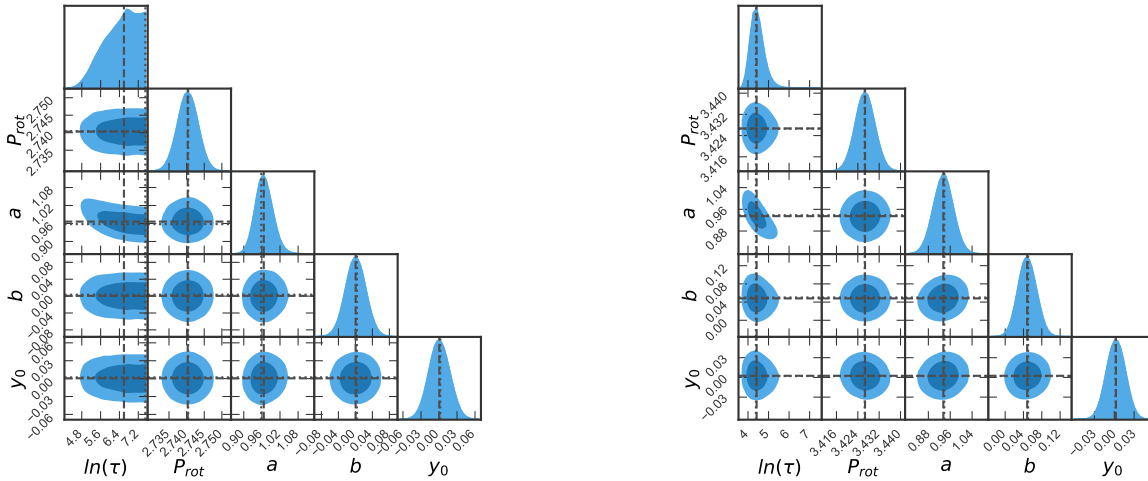 P_rot 2.750 2.745 2.740 2.735
a 1.08 1.02 0.96 0.90
b 0.08 0.04 0.00 −0.04 −0.08
y_0 0.06 0.03 0.00 −0.03 −0.06
4.8 5.6 6.4 7.2 2.735 2.740 2.745 2.750 0.90 0.96 1.02 1.08 −0.08 −0.04 0.00 0.04 0.08 −0.06 −0.03 0.00 0.03 0.06
ln(τ) P_rot a b y_0
P_rot 3.440 3.432 3.424 3.416
a 1.04 0.96 0.88
b 0.12 0.08 0.04 0.00
y_0 0.03 0.00 −0.03
4 5 6 7 3.416 3.424 3.432 3.440 0.88 0.96 1.04 0.00 0.04 0.08 0.12 −0.03 0.00 0.03
ln(τ) P_rot a b y_0